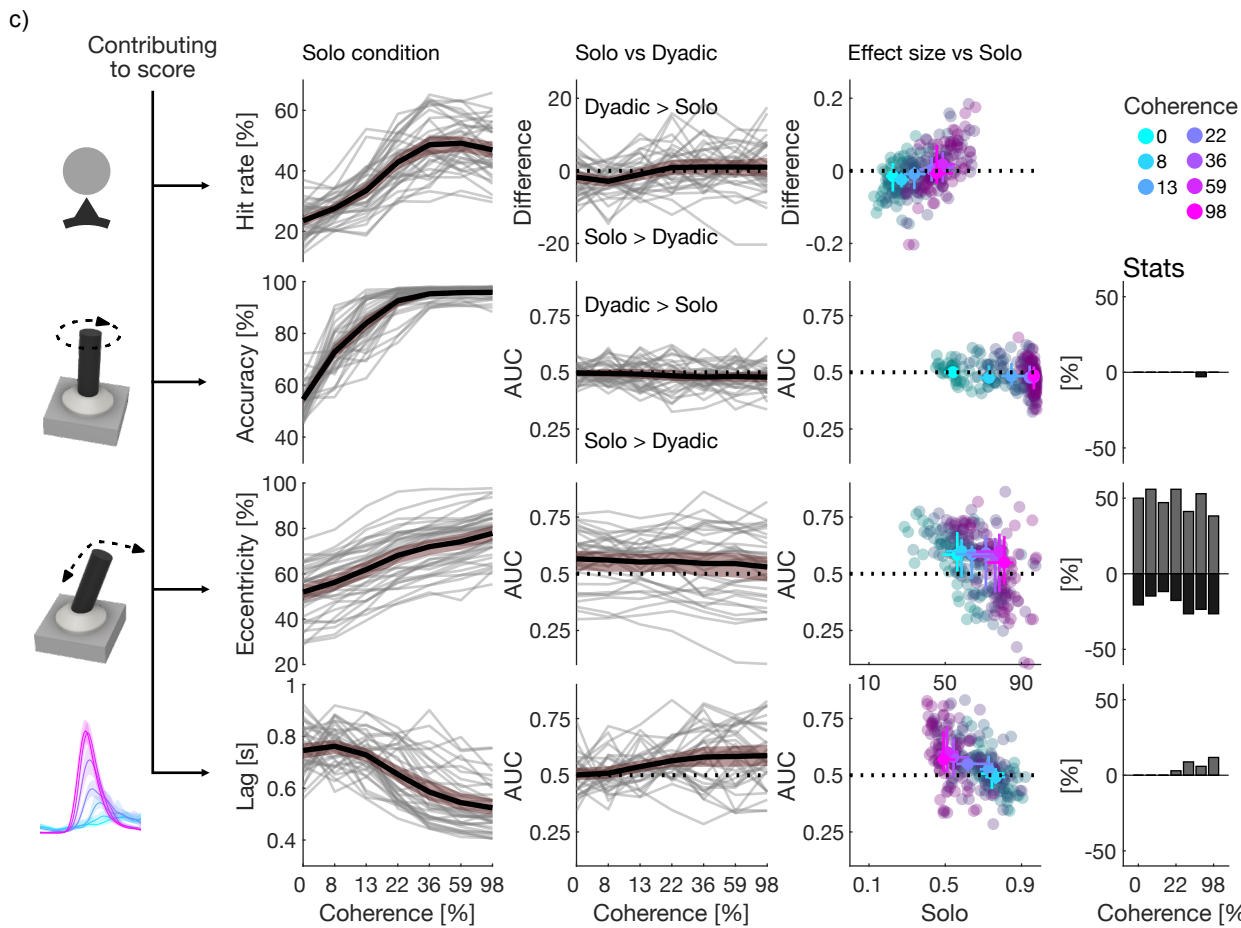 c)
Contributing
to score
Solo condition
Solo vs Dyadic
Effect size vs Solo
Coherence
0
22
8
36
13
59
98
Hit rate [%]
60
40
20
Difference
20
0
-20
Dyadic > Solo
Solo > Dyadic
Difference
0.2
0
-0.2
Stats
Accuracy [%]
100
80
60
40
AUC
0.75
0.5
0.25
Dyadic > Solo
Solo > Dyadic
AUC
0.75
0.5
0.25
[%]
50
0
-50
Eccentricity [%]
100
80
60
40
20
AUC
0.75
0.5
0.25
AUC
0.75
0.5
0.25
10 50 90
[%]
50
0
-50
Lag [s]
1
0.8
0.6
0.4
AUC
0.75
0.5
0.25
AUC
0.75
0.5
0.25
[%]
50
0
-50
0 8 13 22 36 59 98
Coherence [%]
0 8 13 22 36 59 98
Coherence [%]
0.1 0.5 0.9
Solo
0 22 98
Coherence [%